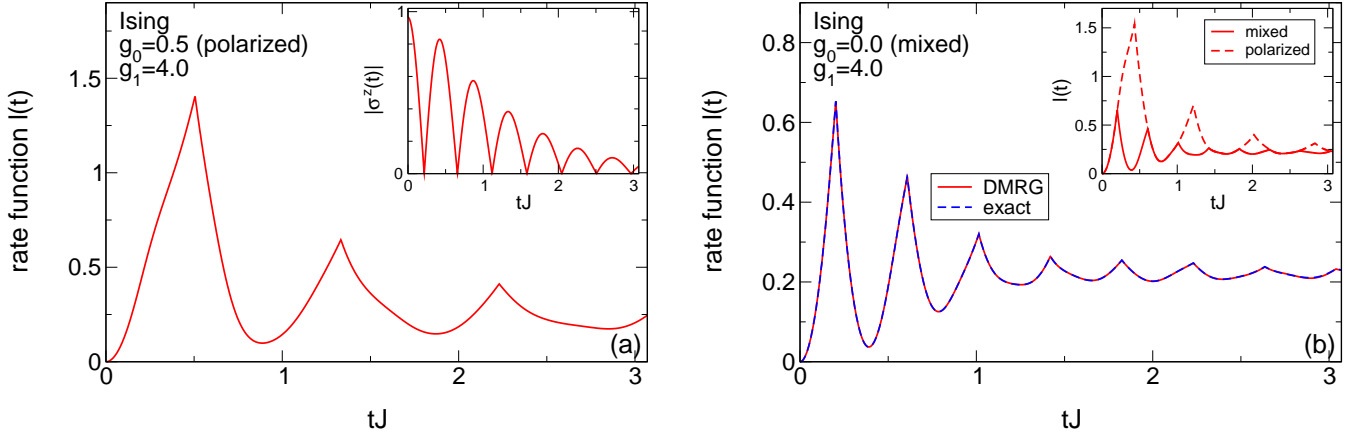 Ising
g₀=0.5 (polarized)
g₁=4.0
rate function l(t)
1.5
1
0.5
0
0 1 2 3
tJ
(a)
|σᶻ(t)|
1
0
0 1 2 3
tJ
Ising
g₀=0.0 (mixed)
g₁=4.0
rate function l(t)
0.8
0.6
0.4
0.2
0
0 1 2 3
tJ
(b)
DMRG
exact
l(t)
1.5
1
0.5
0
0 1 2 3
tJ
mixed
polarized